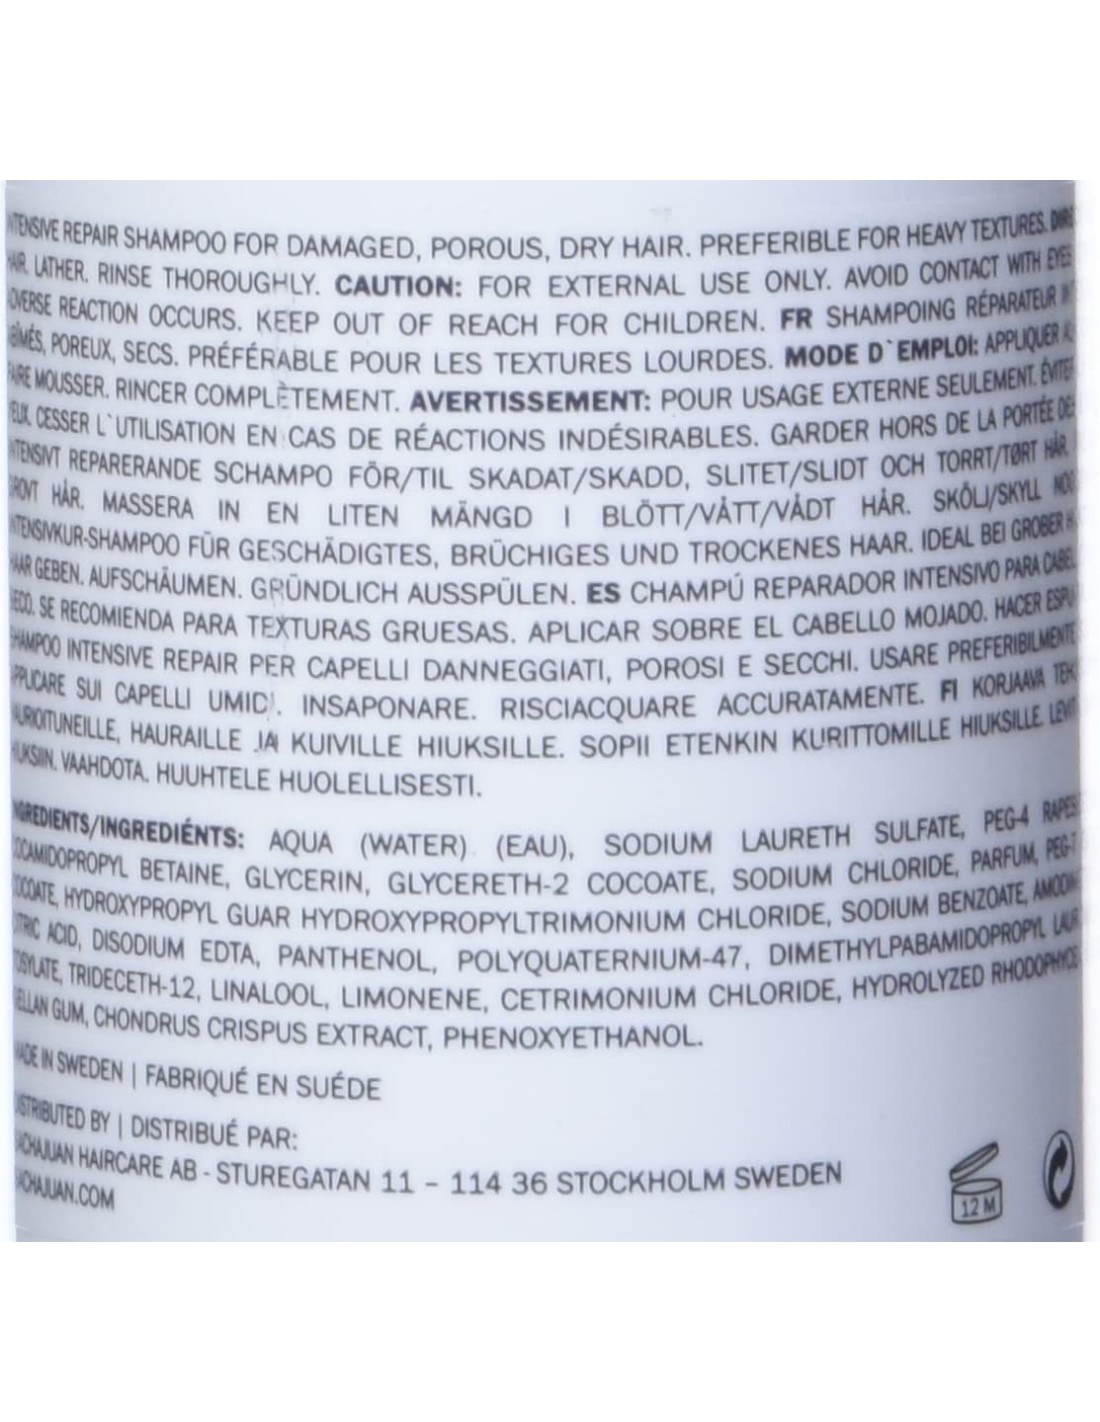 INTENSIVE REPAIR SHAMPOO FOR DAMAGED, POROUS, DRY HAIR. PREFERIBLE FOR HEAVY TEXTURES.
LATHER. RINSE THOROUGHLY. CAUTION: FOR EXTERNAL USE ONLY. AVOID CONTACT WITH EYES
REACTION OCCURS. KEEP OUT OF REACH FOR CHILDREN. FR SHAMPOING RÉPARATEUR
POREUX, SECS. PRÉFÉRABLE POUR LES TEXTURES LOURDES. MODE D`EMPLOI: APPLIQUER
MOUSSER. RINCER COMPLÈTEMENT. AVERTISSEMENT: POUR USAGE EXTERNE SEULEMENT. ÉVITER
CESSER L`UTILISATION EN CAS DE RÉACTIONS INDÉSIRABLES. GARDER HORS DE LA PORTÉE DES
REPARERANDE SCHAMPO FÖR/TIL SKADAT/SKADD, SLITET/SLIDT OCH TORRT/TØRT HÅR.
HÅR. MASSERA IN EN LITEN MÄNGD I BLÖTT/VÅTT/VÅDT HÅR. SKÖLJ/SKYLL
INTENSIVKUR-SHAMPOO FÜR GESCHÄDIGTES, BRÜCHIGES UND TROCKENES HAAR. IDEAL BEI GROBER
GEBEN. AUFSCHÄUMEN. GRÜNDLICH AUSSPÜLEN. ES CHAMPÚ REPARADOR INTENSIVO PARA
SE RECOMIENDA PARA TEXTURAS GRUESAS. APLICAR SOBRE EL CABELLO MOJADO. HACER
SHAMPOO INTENSIVE REPAIR PER CAPELLI DANNEGGIATI, POROSI E SECCHI. USARE PREFERIBILMENTE
SUI CAPELLI UMIDI. INSAPONARE. RISCIACQUARE ACCURATAMENTE. FI KORJAAVA
HAURAILLE JA KUIVILLE HIUKSILLE. SOPII ETENKIN KURITTOMILLE HIUKSILLE.
VAAHDOTA. HUUHTELE HUOLELLISESTI.
INGREDIENTS/INGREDIÉNTS: AQUA (WATER) (EAU), SODIUM LAURETH SULFATE, PEG-4
COCAMIDOPROPYL BETAINE, GLYCERIN, GLYCERETH-2 COCOATE, SODIUM CHLORIDE, PARFUM, PEG-7
COCOATE, HYDROXYPROPYL GUAR HYDROXYPROPYLTRIMONIUM CHLORIDE, SODIUM BENZOATE,
CITRIC ACID, DISODIUM EDTA, PANTHENOL, POLYQUATERNIUM-47, DIMETHYLPABAMIDOPROPYL
TRIDECETH-12, LINALOOL, LIMONENE, CETRIMONIUM CHLORIDE, HYDROLYZED
GELLAN GUM, CHONDRUS CRISPUS EXTRACT, PHENOXYETHANOL.
MADE IN SWEDEN | FABRIQUÉ EN SUÉDE
DISTRIBUTED BY | DISTRIBUÉ PAR:
SACHAJUAN HAIRCARE AB - STUREGATAN 11 – 114 36 STOCKHOLM SWEDEN
SACHAJUAN.COM
12 M